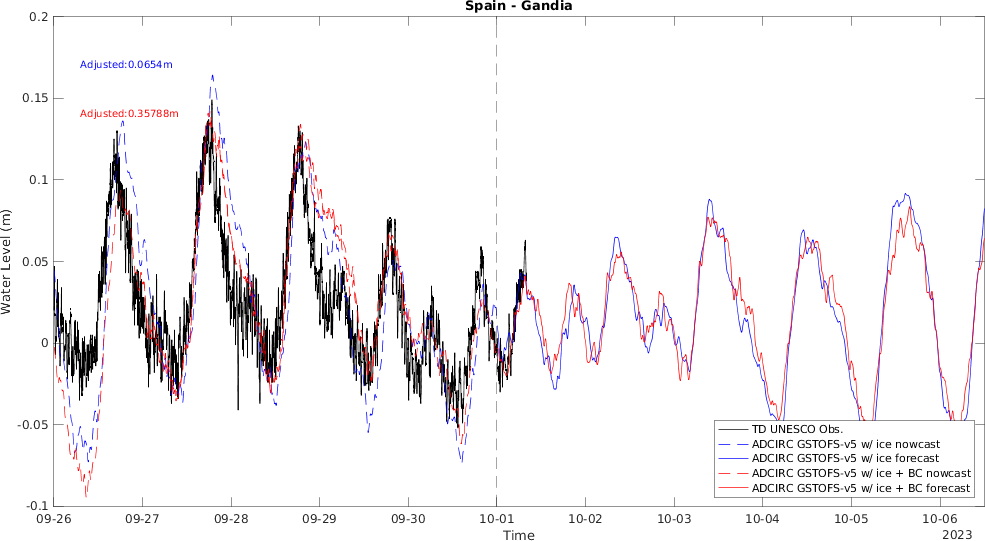 Spain - Gandia
0.2
0.15
0.1
0.05
0
-0.05
-0.1
Water Level (m)
Adjusted:0.0654m
Adjusted:0.35788m
TD UNESCO Obs.
ADCIRC GSTOFS-v5 w/ ice nowcast
ADCIRC GSTOFS-v5 w/ ice forecast
ADCIRC GSTOFS-v5 w/ ice + BC nowcast
ADCIRC GSTOFS-v5 w/ ice + BC forecast
09-26 09-27 09-28 09-29 09-30 10-01 10-02 10-03 10-04 10-05 10-06
Time
2023